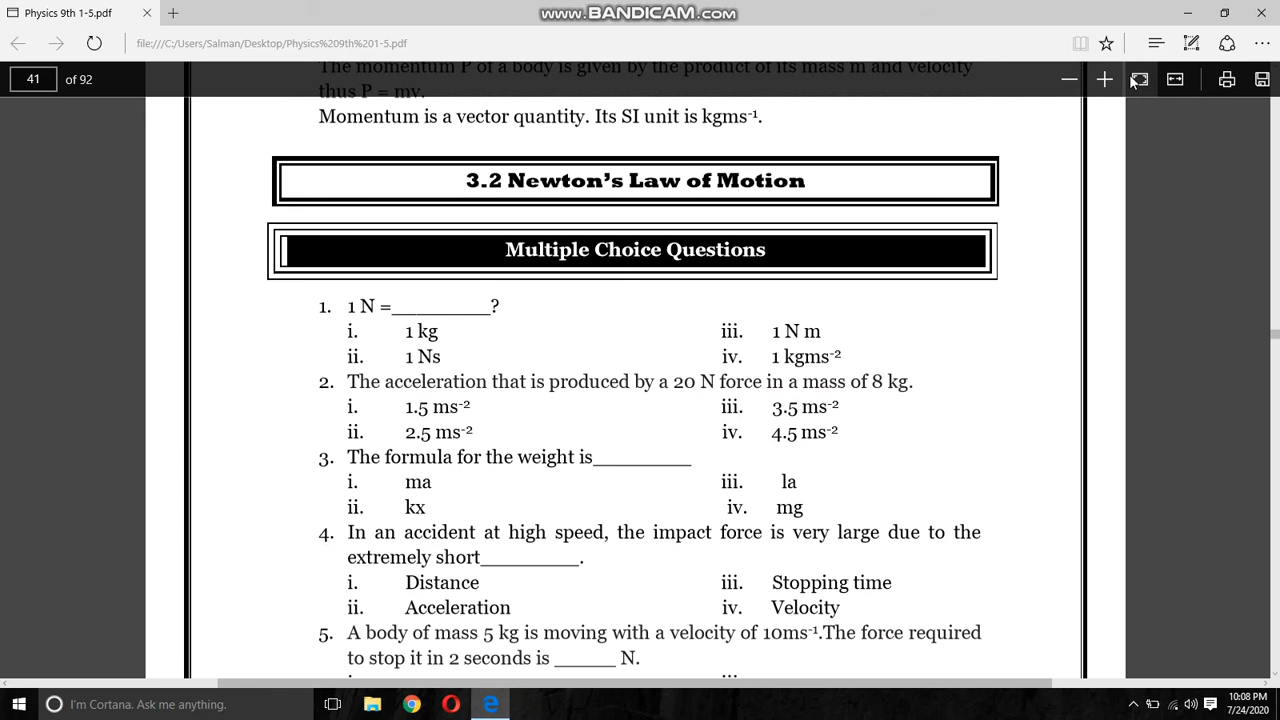 Physics 9th 1-5.pdf
www.BANDICAM.com
file:///C:/Users/Salman/Desktop/Physics%209th%201-5.pdf
41 of 92
The momentum P of a body is given by the product of its mass m and velocity
thus P = mv.
Momentum is a vector quantity. Its SI unit is kgms⁻¹.
3.2 Newton's Law of Motion
Multiple Choice Questions
1. 1 N =________?
i. 1 kg iii. 1 N m
ii. 1 Ns iv. 1 kgms⁻²
2. The acceleration that is produced by a 20 N force in a mass of 8 kg.
i. 1.5 ms⁻² iii. 3.5 ms⁻²
ii. 2.5 ms⁻² iv. 4.5 ms⁻²
3. The formula for the weight is________
i. ma iii. la
ii. kx iv. mg
4. In an accident at high speed, the impact force is very large due to the
extremely short________.
i. Distance iii. Stopping time
ii. Acceleration iv. Velocity
5. A body of mass 5 kg is moving with a velocity of 10ms⁻¹.The force required
to stop it in 2 seconds is _____ N.
I'm Cortana. Ask me anything.
10:08 PM
7/24/2020